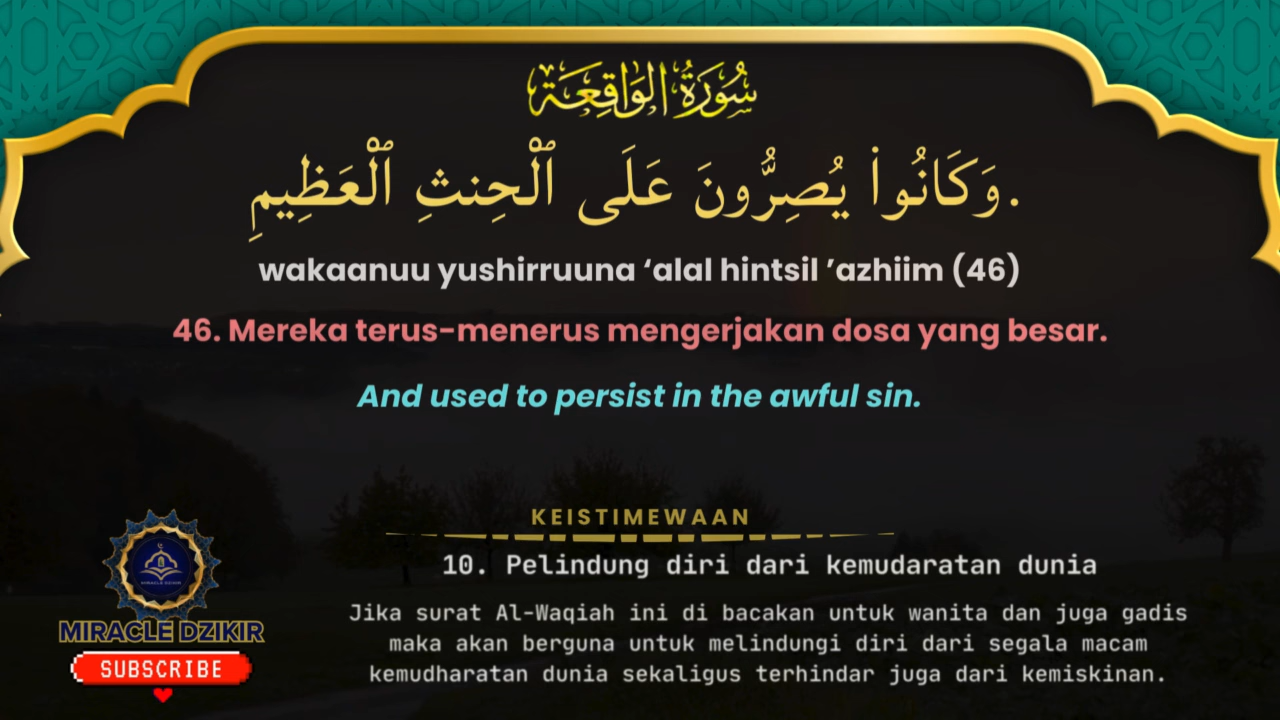 سُورَةُ الوَاقِعَة
وَكَانُوا۟ يُصِرُّونَ عَلَى ٱلْحِنثِ ٱلْعَظِيمِ.
wakaanuu yushirruuna ‘alal hintsil ’azhiim (46)
46. Mereka terus-menerus mengerjakan dosa yang besar.
And used to persist in the awful sin.
KEISTIMEWAAN
10. Pelindung diri dari kemudaratan dunia
Jika surat Al-Waqiah ini di bacakan untuk wanita dan juga gadis
maka akan berguna untuk melindungi diri dari segala macam
kemudharatan dunia sekaligus terhindar juga dari kemiskinan.
MIRACLE DZIKIR
MIRACLE DZIKIR
SUBSCRIBE